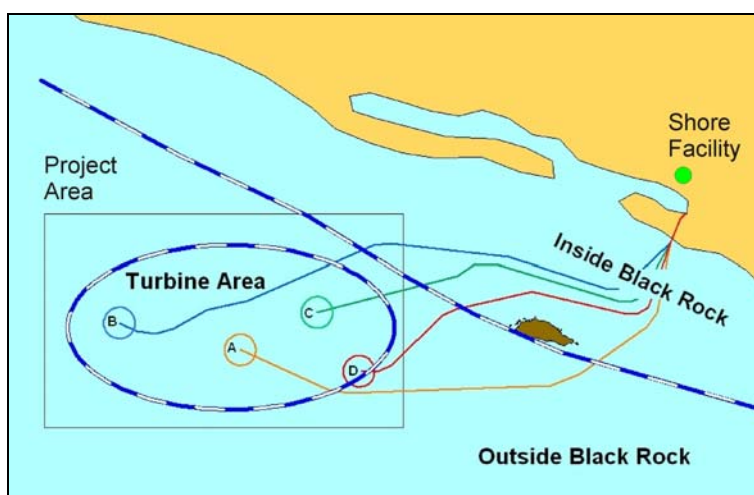 Shore
Facility
Project
Area
Inside Black Rock
Turbine Area
B
C
A
D
Outside Black Rock